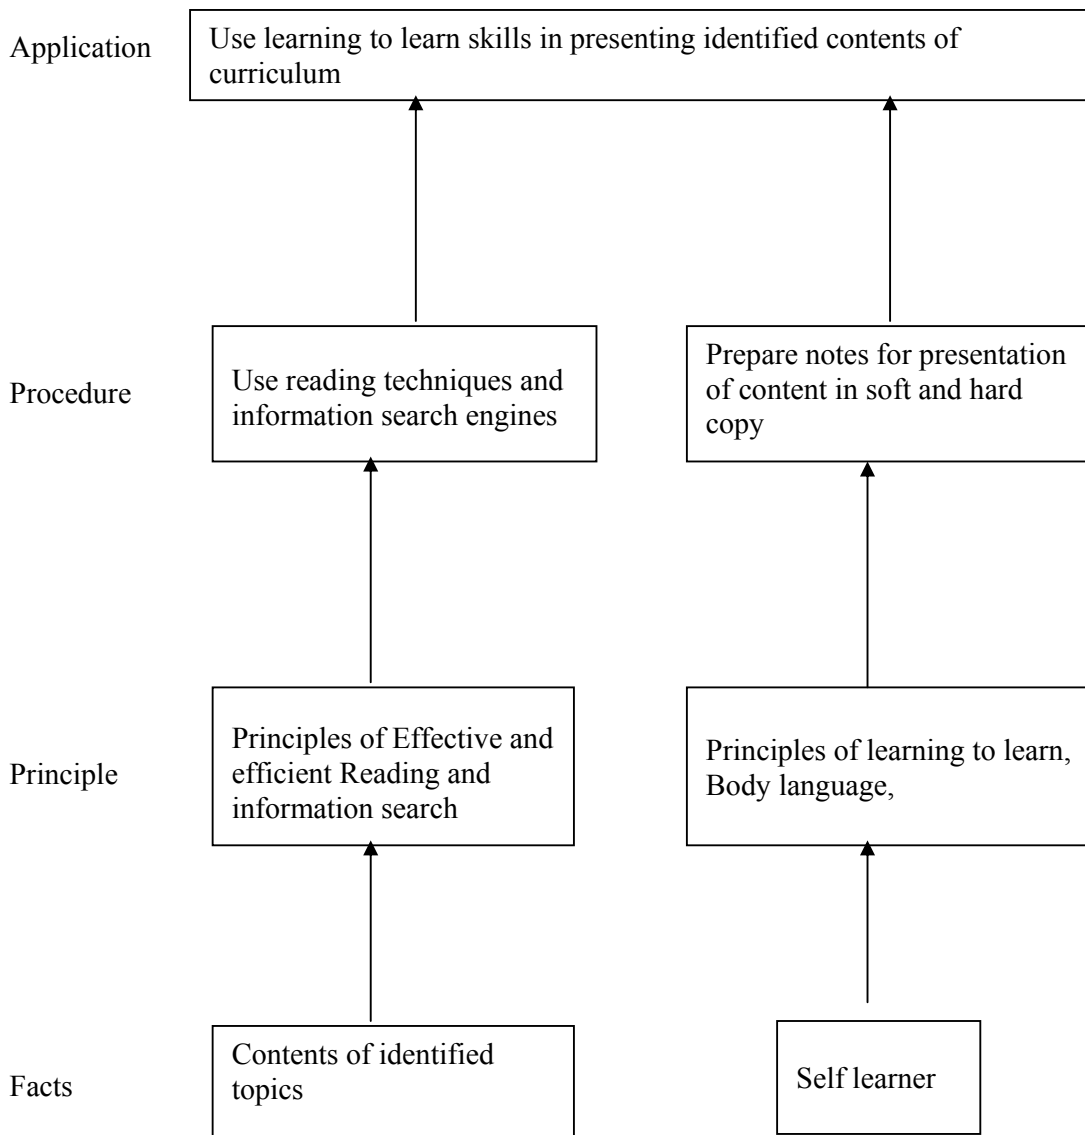 Application
Use learning to learn skills in presenting identified contents of
curriculum
Procedure
Use reading techniques and
information search engines
Prepare notes for presentation
of content in soft and hard
copy
Principle
Principles of Effective and
efficient Reading and
information search
Principles of learning to learn,
Body language,
Facts
Contents of identified
topics
Self learner